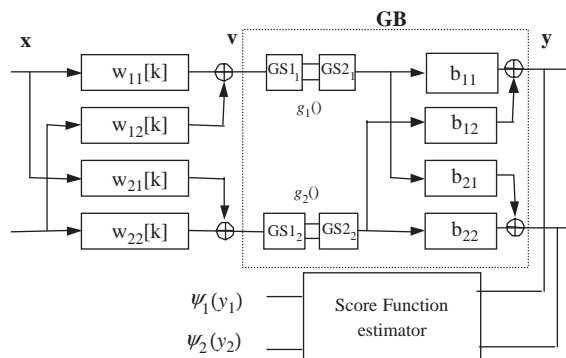 GB
x
v
y
w₁₁[k]
GS1₁
GS2₁
b₁₁
g₁()
w₁₂[k]
b₁₂
w₂₁[k]
b₂₁
g₂()
w₂₂[k]
GS1₂
GS2₂
b₂₂
ψ₁(y₁)
Score Function
estimator
ψ₂(y₂)